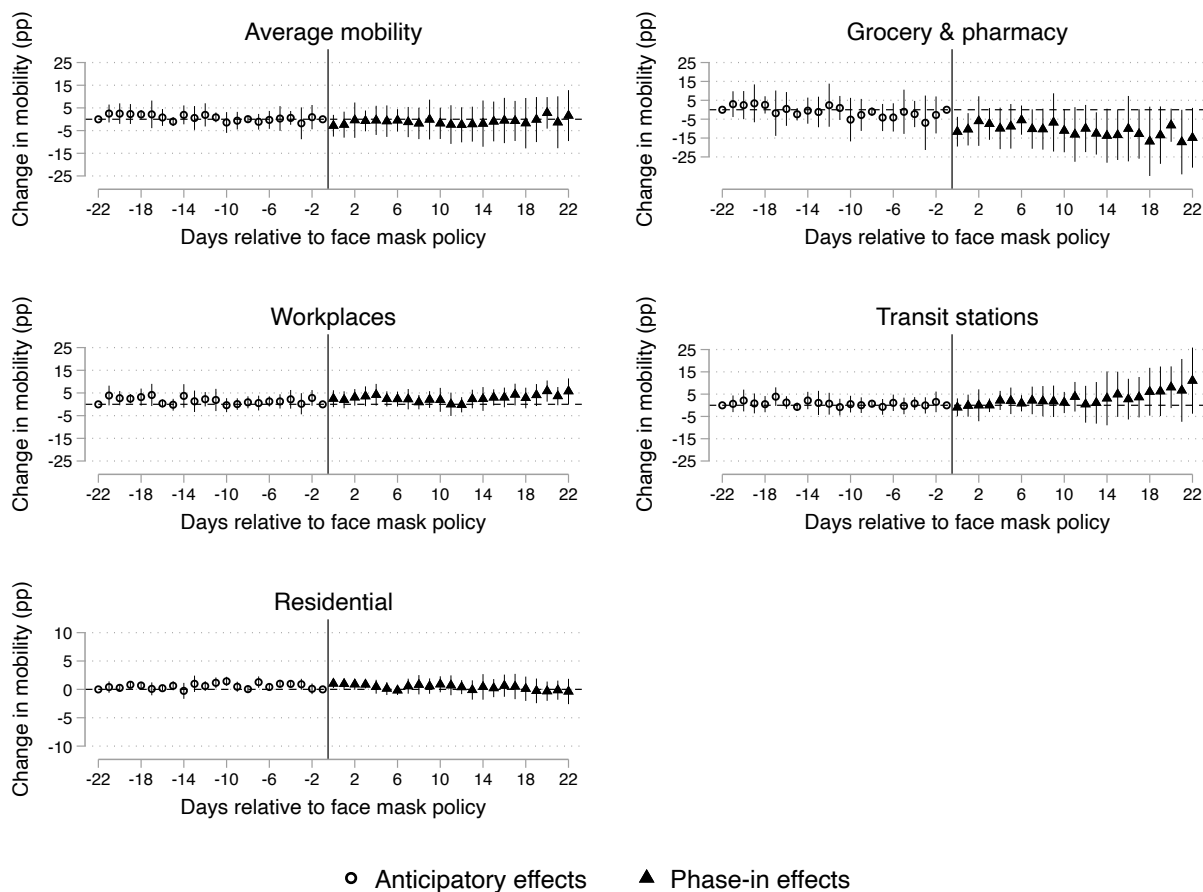 Average mobility
Change in mobility (pp)
25
15
5
-5
-15
-25
-22 -18 -14 -10 -6 -2 2 6 10 14 18 22
Days relative to face mask policy
Grocery & pharmacy
Change in mobility (pp)
25
15
5
-5
-15
-25
-22 -18 -14 -10 -6 -2 2 6 10 14 18 22
Days relative to face mask policy
Workplaces
Change in mobility (pp)
25
15
5
-5
-15
-25
-22 -18 -14 -10 -6 -2 2 6 10 14 18 22
Days relative to face mask policy
Transit stations
Change in mobility (pp)
25
15
5
-5
-15
-25
-22 -18 -14 -10 -6 -2 2 6 10 14 18 22
Days relative to face mask policy
Residential
Change in mobility (pp)
10
5
0
-5
-10
-22 -18 -14 -10 -6 -2 2 6 10 14 18 22
Days relative to face mask policy
Anticipatory effects
Phase-in effects